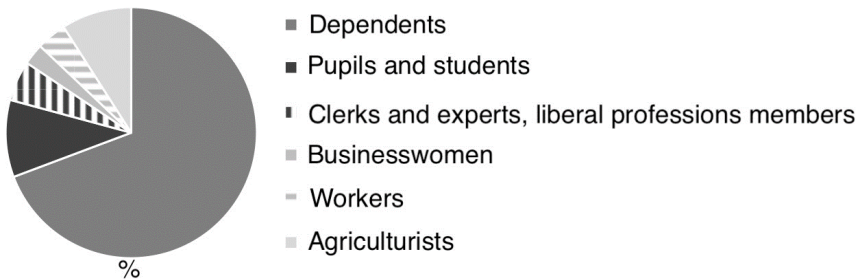 Dependents
Pupils and students
Clerks and experts, liberal professions members
Businesswomen
Workers
Agriculturists
%